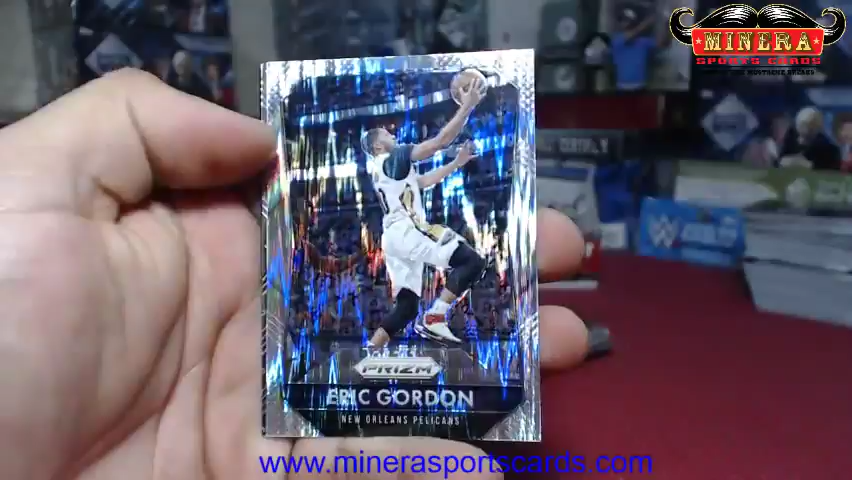 MINERA
SPORTS CARDS
PRIZM
ERIC GORDON
NEW ORLEANS PELICANS
www.minerasportscards.com